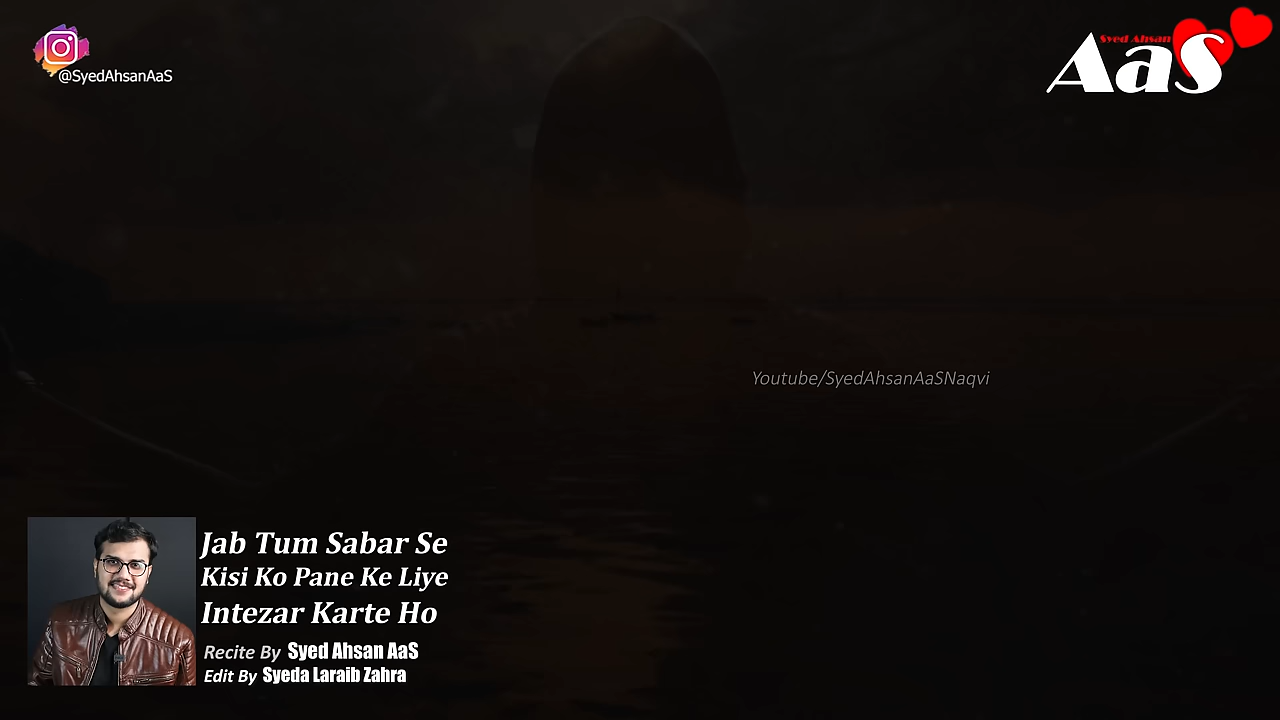 @SyedAhsanAaS
Syed Ahsan
AaS
Youtube/SyedAhsanAaSNaqvi
Jab Tum Sabar Se
Kisi Ko Pane Ke Liye
Intezar Karte Ho
Recite By Syed Ahsan AaS
Edit By Syeda Laraib Zahra